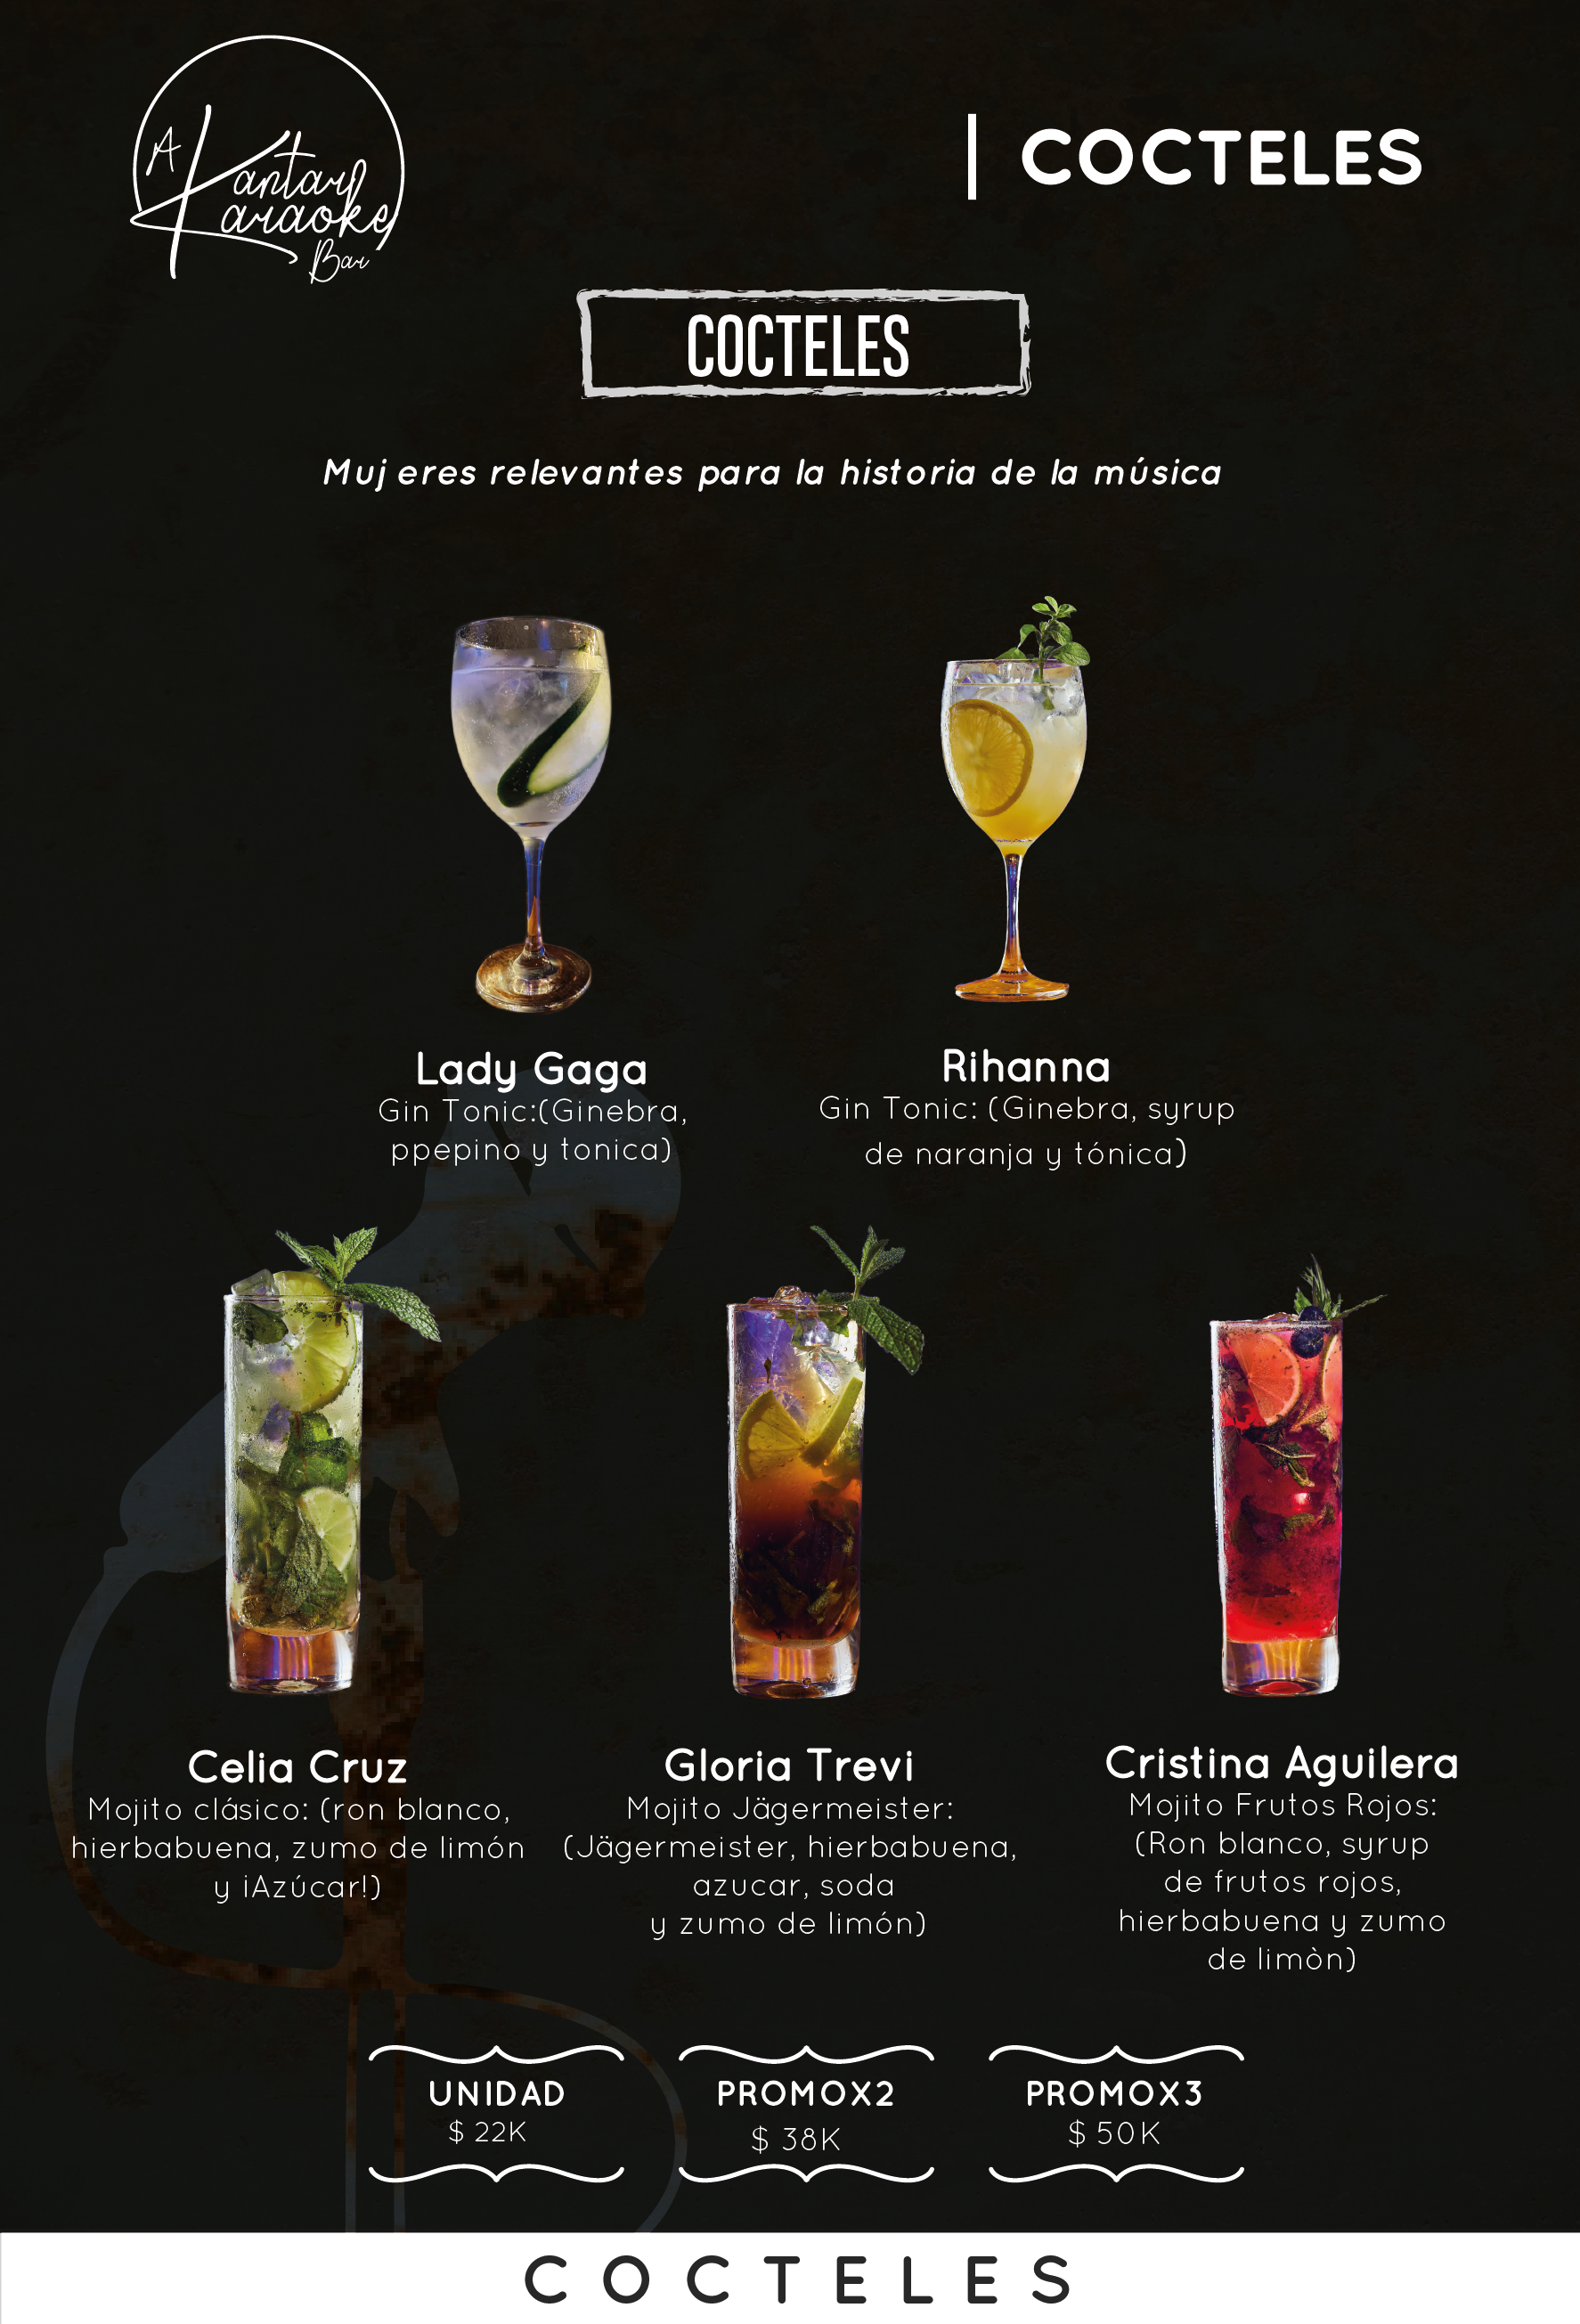 A
Kantar
Karaoke
Bar
| COCTELES
COCTELES
Mujeres relevantes para la historia de la música
Lady Gaga
Gin Tonic:(Ginebra,
ppepino y tonica)
Rihanna
Gin Tonic: (Ginebra, syrup
de naranja y tónica)
Celia Cruz
Mojito clásico: (ron blanco,
hierbabuena, zumo de limón
y ¡Azúcar!)
Gloria Trevi
Mojito Jägermeister:
(Jägermeister, hierbabuena,
azucar, soda
y zumo de limón)
Cristina Aguilera
Mojito Frutos Rojos:
(Ron blanco, syrup
de frutos rojos,
hierbabuena y zumo
de limòn)
UNIDAD
$ 22K
PROMOX2
$ 38K
PROMOX3
$ 50K
COCTELES